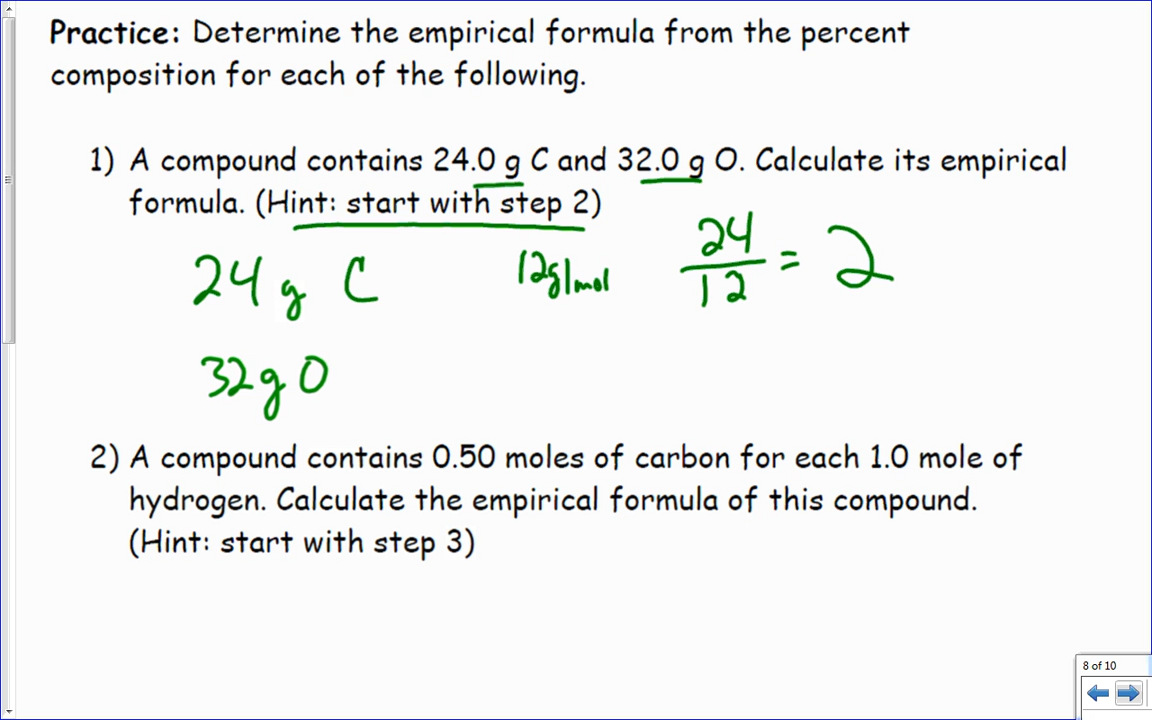 Practice: Determine the empirical formula from the percent
composition for each of the following.
1) A compound contains 24.0 g C and 32.0 g O. Calculate its empirical
formula. (Hint: start with step 2)
24 g C 12g/mol 24/12 = 2
32g O
2) A compound contains 0.50 moles of carbon for each 1.0 mole of
hydrogen. Calculate the empirical formula of this compound.
(Hint: start with step 3)
8 of 10